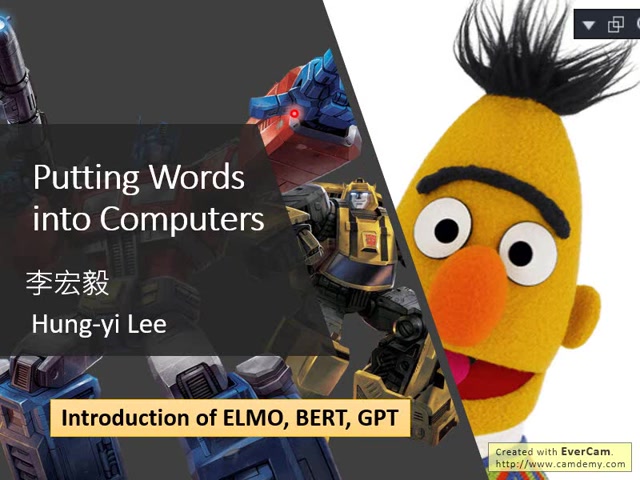 Putting Words
into Computers
李宏毅
Hung-yi Lee
Introduction of ELMO, BERT, GPT
Created with EverCam.
http://www.camdemy.com